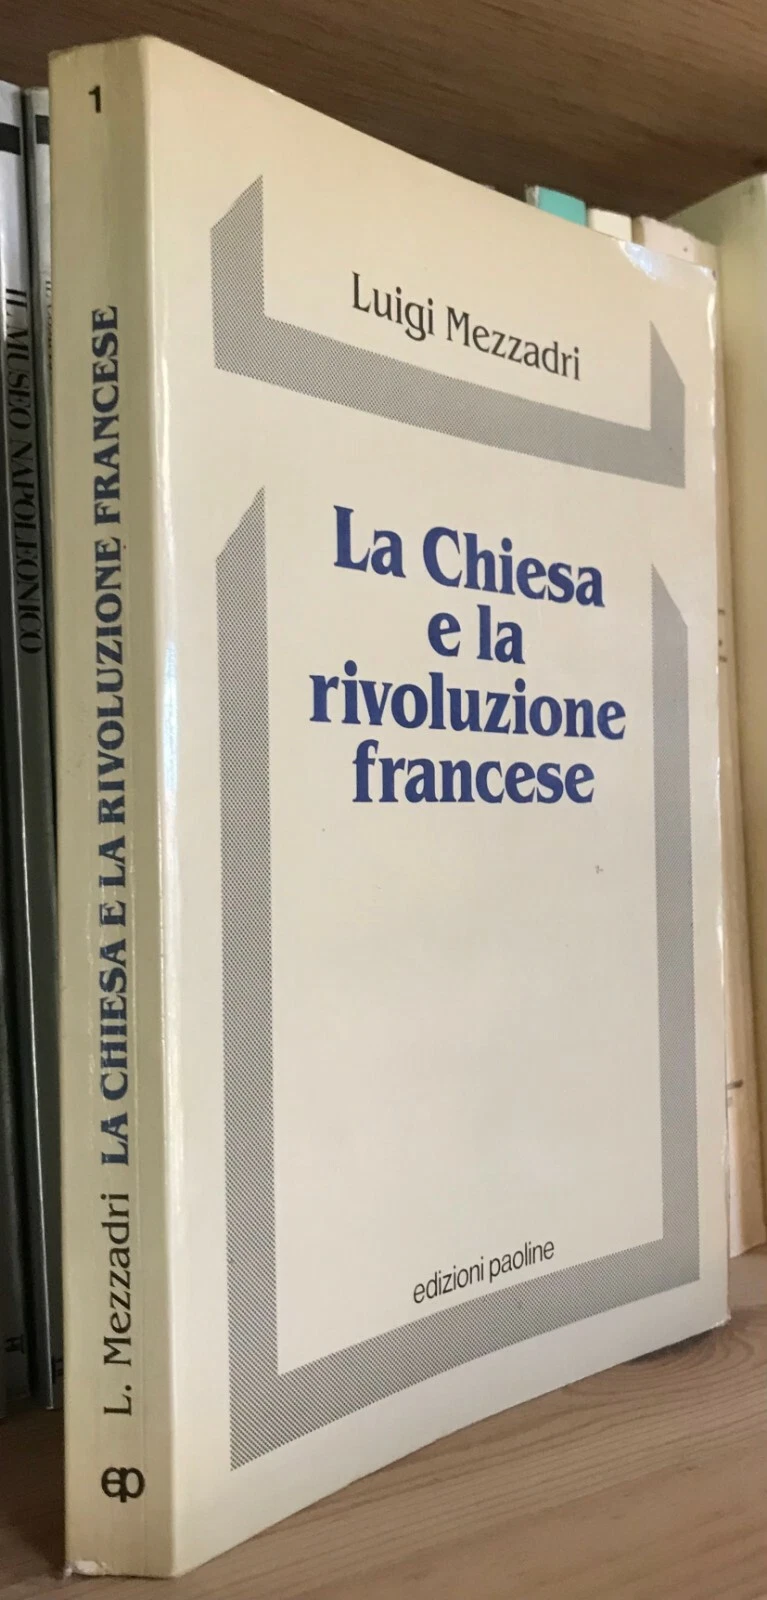 1
L. Mezzadri LA CHIESA E LA RIVOLUZIONE FRANCESE
Luigi Mezzadri
La Chiesa
e la
rivoluzione
francese
edizioni paoline
IL MUSEO NAPOLEONICO